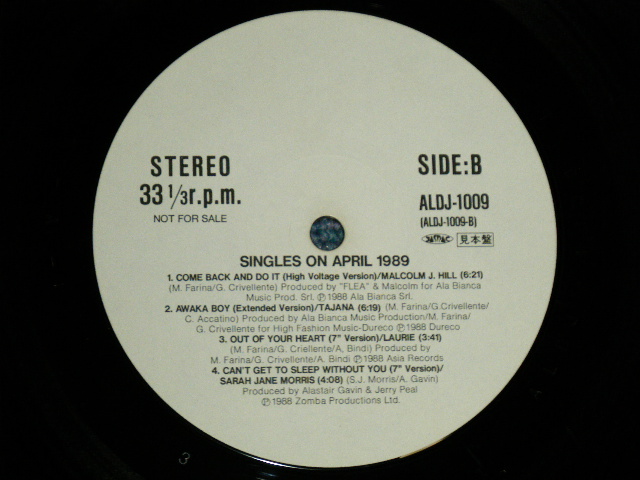 STEREO
33 1/3 r.p.m.
NOT FOR SALE
SIDE:B
ALDJ-1009
(ALDJ-1009-B)
見本盤
SINGLES ON APRIL 1989
1. COME BACK AND DO IT (High Voltage Version)/MALCOLM J. HILL (6:21)
(M. Farina/G. Crivellente) Produced by "FLEA" & Malcolm for Ala Bianca
Music Prod. Srl. Ⓟ1988 Ala Bianca Srl.
2. AWAKA BOY (Extended Version)/TAJANA (6:19) (M. Farina/G.Crivellente/
C. Accatino) Produced by Ala Bianca Music Production/M. Farina/
G. Crivellente for High Fashion Music-Dureco Ⓟ1988 Dureco
3. OUT OF YOUR HEART (7" Version)/LAURIE (3:41)
(M. Farina/G. Criellente/A, Bindi) Produced by
M. Farina/G. Crivellente/A. Bindi Ⓟ1988 Asia Records
4. CAN'T GET TO SLEEP WITHOUT YOU (7" Version)/
SARAH JANE MORRIS (4:08) (S.J. Morris/A. Gavin)
Produced by Alastair Gavin & Jerry Peal
Ⓟ1988 Zomba Productions Ltd.
3